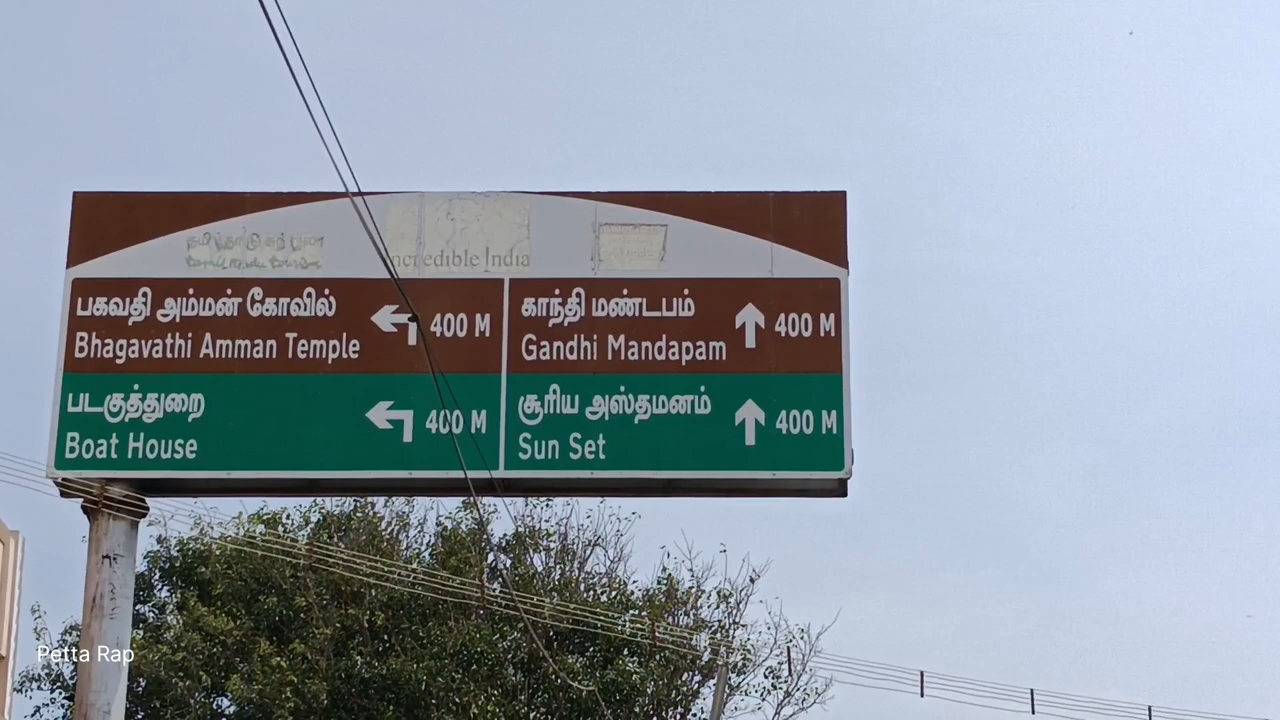 தமிழ்நாடு சுற்றுலா
Incredible India
பகவதி அம்மன் கோவில்
Bhagavathi Amman Temple
400 M
காந்தி மண்டபம்
Gandhi Mandapam
400 M
படகுத்துறை
Boat House
400 M
சூரிய அஸ்தமனம்
Sun Set
400 M
Petta Rap